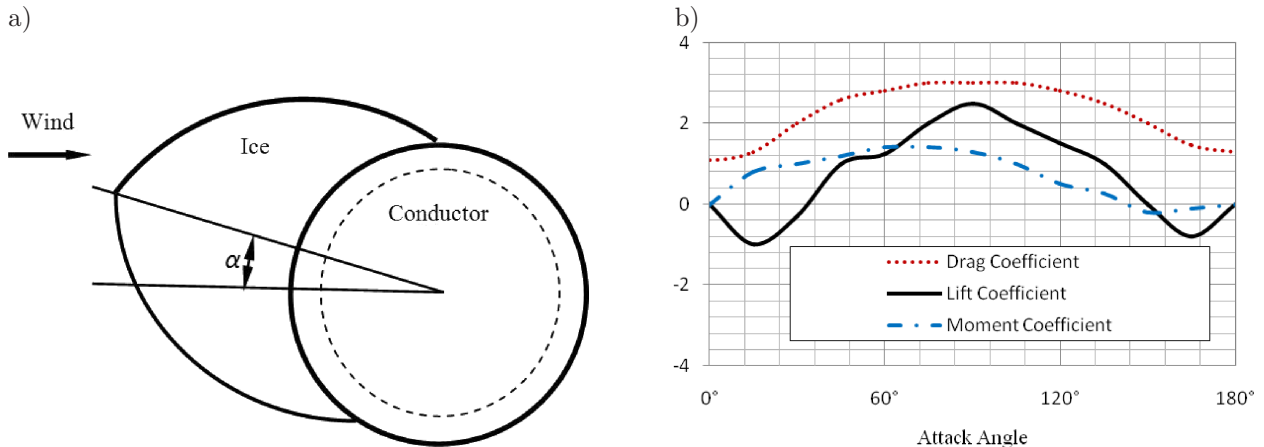 a)
Wind
Ice
Conductor
α
b)
4
2
0
-2
-4
Drag Coefficient
Lift Coefficient
Moment Coefficient
0°
60°
120°
180°
Attack Angle